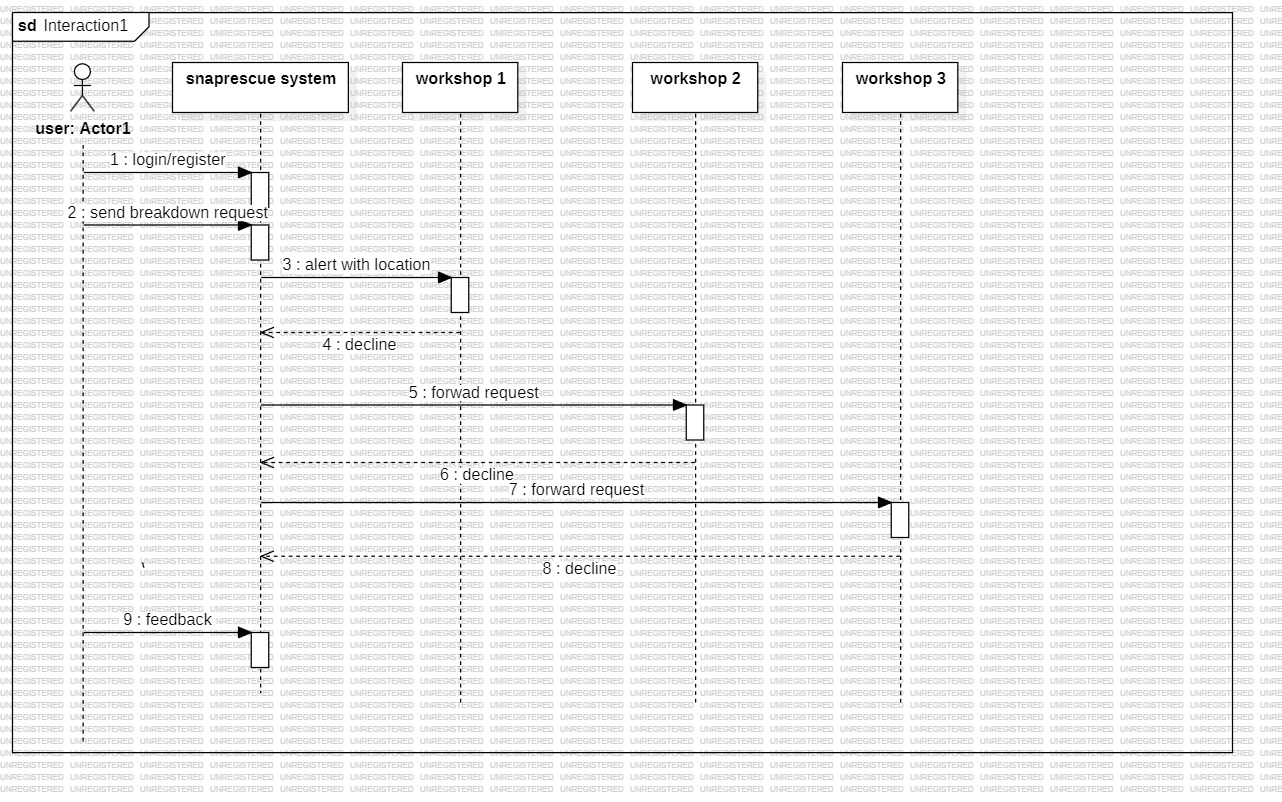 sd Interaction1
snaprescue system
workshop 1
workshop 2
workshop 3
user: Actor1
1 : login/register
2 : send breakdown request
3 : alert with location
4 : decline
5 : forwad request
6 : decline
7 : forward request
8 : decline
9 : feedback
UNREGISTERED